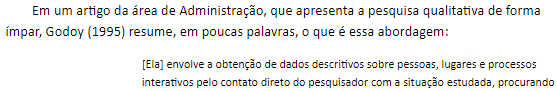 Em um artigo da área de Administração, que apresenta a pesquisa qualitativa de forma
ímpar, Godoy (1995) resume, em poucas palavras, o que é essa abordagem:
[Ela] envolve a obtenção de dados descritivos sobre pessoas, lugares e processos
interativos pelo contato direto do pesquisador com a situação estudada, procurando